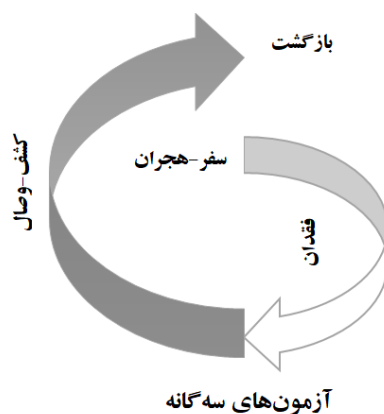 بازگشت
سفر-هجران
کشف-وصال
فقدان
آزمون‌های سه‌گانه